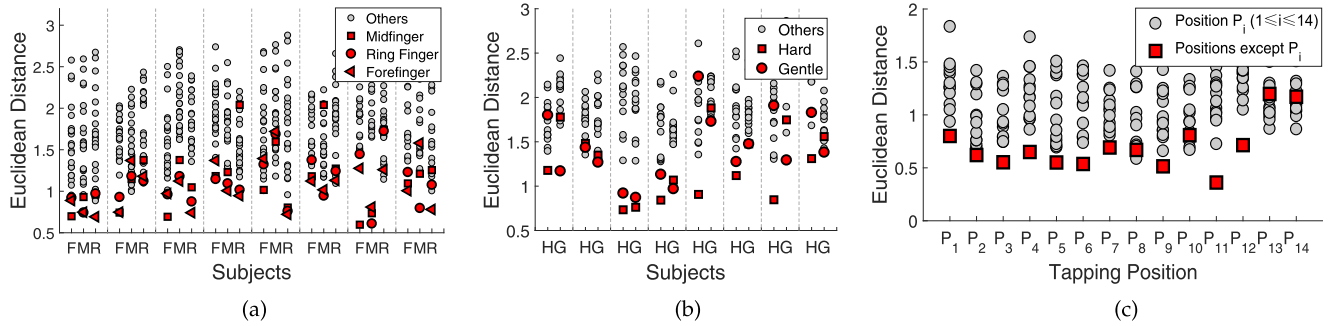 Euclidean Distance
3
2.5
2
1.5
1
0.5
Others
Midfinger
Ring Finger
Forefinger
FMR FMR FMR FMR FMR FMR FMR FMR
Subjects
(a)
Euclidean Distance
3
2.5
2
1.5
1
0.5
Others
Hard
Gentle
HG HG HG HG HG HG HG HG
Subjects
(b)
Euclidean Distance
2
1.5
1
0.5
0
Position P_i (1≤i≤14)
Positions except P_i
P_1 P_2 P_3 P_4 P_5 P_6 P_7 P_8 P_9 P_10 P_11 P_12 P_13 P_14
Tapping Position
(c)